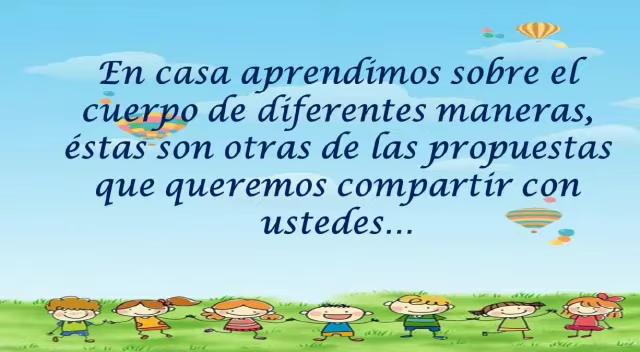 En casa aprendimos sobre el
cuerpo de diferentes maneras,
éstas son otras de las propuestas
que queremos compartir con
ustedes...